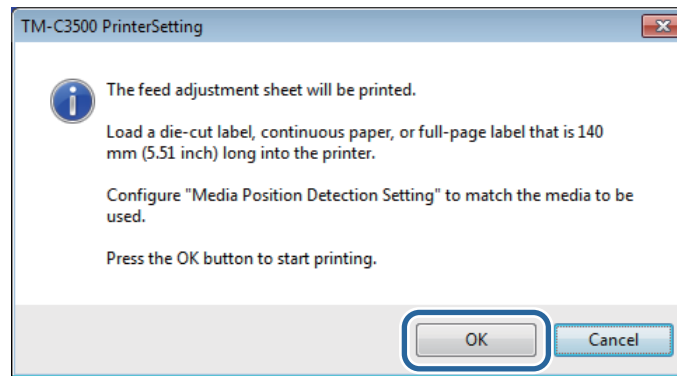 TM-C3500 PrinterSetting
The feed adjustment sheet will be printed.
Load a die-cut label, continuous paper, or full-page label that is 140
mm (5.51 inch) long into the printer.
Configure "Media Position Detection Setting" to match the media to be
used.
Press the OK button to start printing.
OK
Cancel